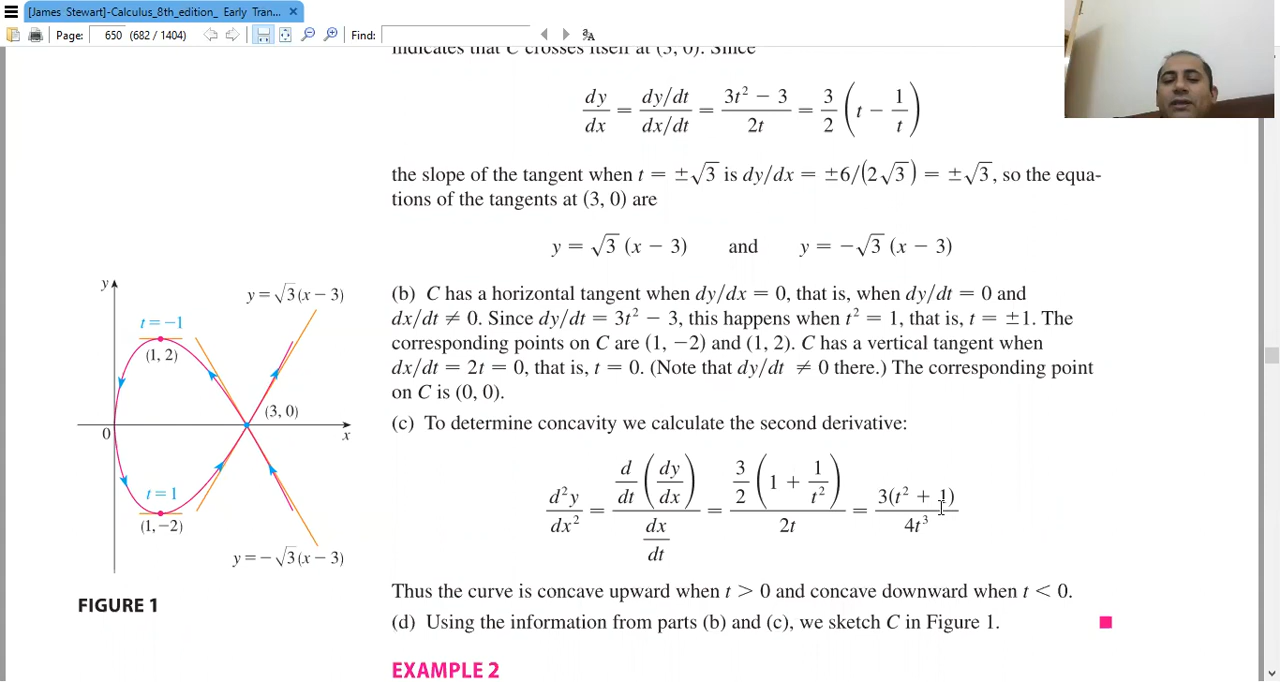 [James Stewart]-Calculus_8th_edition_ Early Tran... ×
Page: 650 (682 / 1404) Find:
indicates that C crosses itself at (3, 0). Since
dy/dx = (dy/dt)/(dx/dt) = (3t² − 3)/(2t) = 3/2 (t − 1/t)
the slope of the tangent when t = ±√3 is dy/dx = ±6/(2√3) = ±√3, so the equa-
tions of the tangents at (3, 0) are
y = √3 (x − 3) and y = −√3 (x − 3)
(b) C has a horizontal tangent when dy/dx = 0, that is, when dy/dt = 0 and
dx/dt ≠ 0. Since dy/dt = 3t² − 3, this happens when t² = 1, that is, t = ±1. The
corresponding points on C are (1, −2) and (1, 2). C has a vertical tangent when
dx/dt = 2t = 0, that is, t = 0. (Note that dy/dt ≠ 0 there.) The corresponding point
on C is (0, 0).
(c) To determine concavity we calculate the second derivative:
d²y/dx² = (d/dt (dy/dx))/(dx/dt) = (3/2 (1 + 1/t²))/(2t) = 3(t² + 1)/(4t³)
Thus the curve is concave upward when t > 0 and concave downward when t < 0.
(d) Using the information from parts (b) and (c), we sketch C in Figure 1.
EXAMPLE 2
y
y = √3(x − 3)
t = −1
(1, 2)
(3, 0)
0
x
t = 1
(1, −2)
y = −√3(x − 3)
FIGURE 1